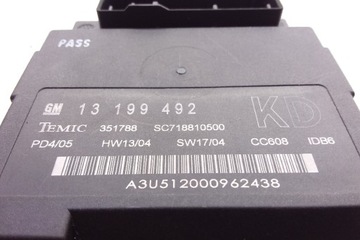 PASS
GM 13 199 492 KD
TEMIC 351788 SC718810500
PD4/05 HW13/04 SW17/04 CC608 IDB6
A3U512000962438